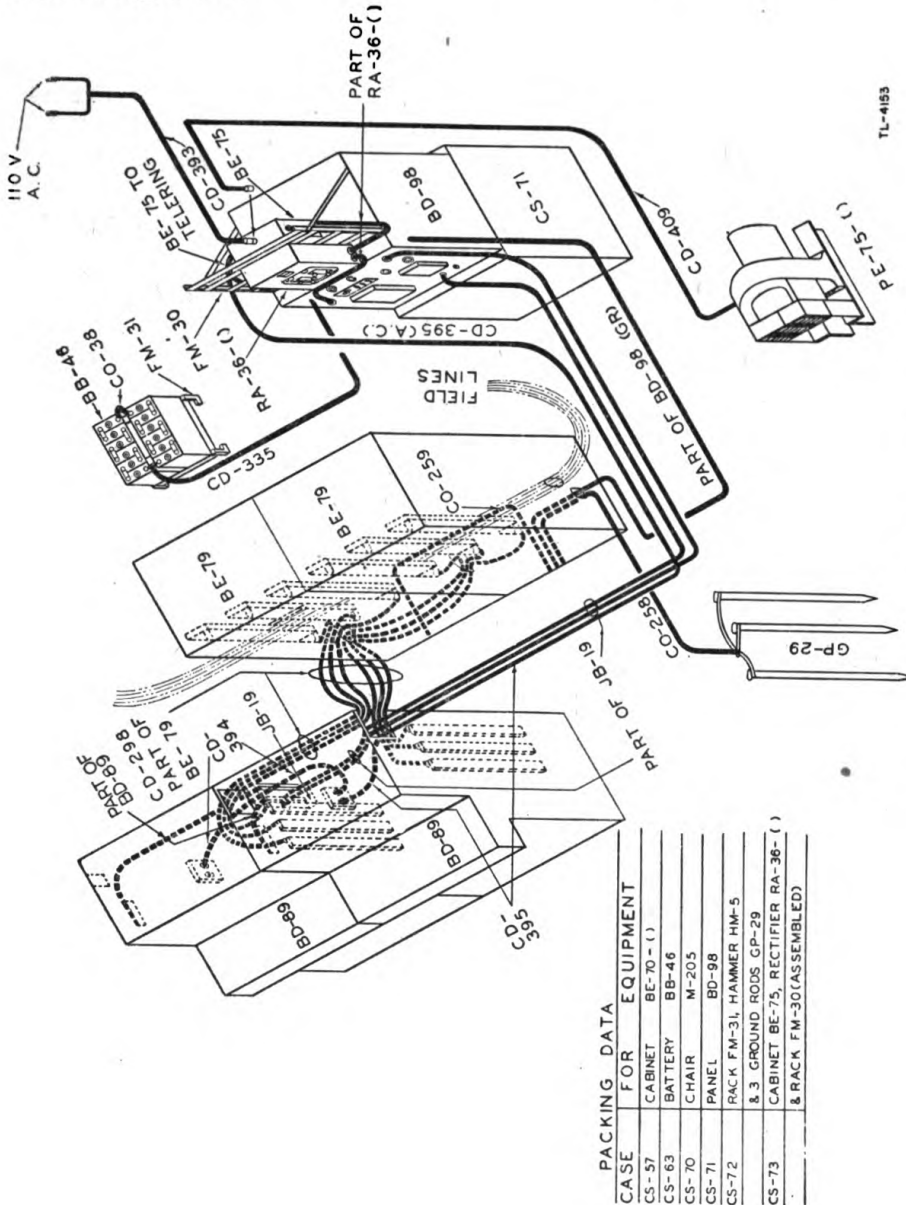 110 V
A. C.
BE-75 TO
TELERING
CD-393
BE-75
PART OF
RA-36-( )
BB-46
CO-38
FM-31
FM-30
RA-36-( )
CD-335
CD-395 (A.C.)
BD-98
CS-71
FIELD
LINES
CD-409
PE-75-( )
PART OF BD-98 (GR)
BE-79
BE-79
CO-259
PART OF
BD-89
CD-298
PART OF
BE-79
CD-
394
JB-19
BD-89
BD-89
CD-
395
PART OF JB-19
CO-258
GP-29
PACKING DATA
CASE FOR EQUIPMENT
CS-57 CABINET BE-70-( )
CS-63 BATTERY BB-46
CS-70 CHAIR M-205
CS-71 PANEL BD-98
CS-72 RACK FM-31, HAMMER HM-5
& 3 GROUND RODS GP-29
CS-73 CABINET BE-75, RECTIFIER RA-36-( )
& RACK FM-30 (ASSEMBLED)
TL-4153